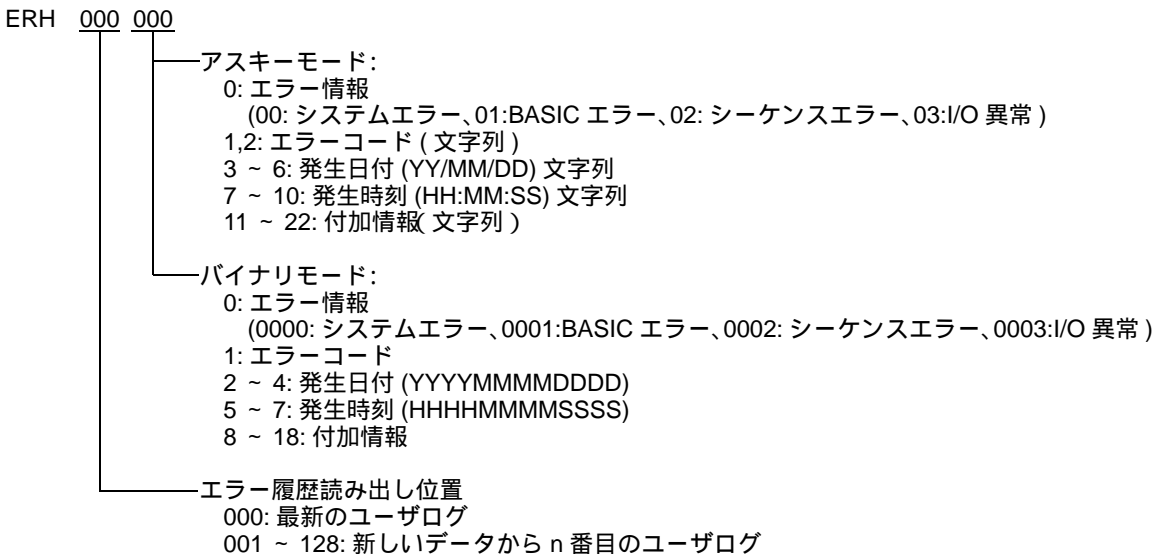 ERH 000 000
アスキーモード:
0: エラー情報
(00: システムエラー、01:BASIC エラー、02: シーケンスエラー、03:I/O 異常 )
1,2: エラーコード ( 文字列 )
3 ~ 6: 発生日付 (YY/MM/DD) 文字列
7 ~ 10: 発生時刻 (HH:MM:SS) 文字列
11 ~ 22: 付加情報( 文字列 )
バイナリモード:
0: エラー情報
(0000: システムエラー、0001:BASIC エラー、0002: シーケンスエラー、0003:I/O 異常 )
1: エラーコード
2 ~ 4: 発生日付 (YYYYMMMMDDDD)
5 ~ 7: 発生時刻 (HHHHMMMMSSSS)
8 ~ 18: 付加情報
エラー履歴読み出し位置
000: 最新のユーザログ
001 ~ 128: 新しいデータから n 番目のユーザログ